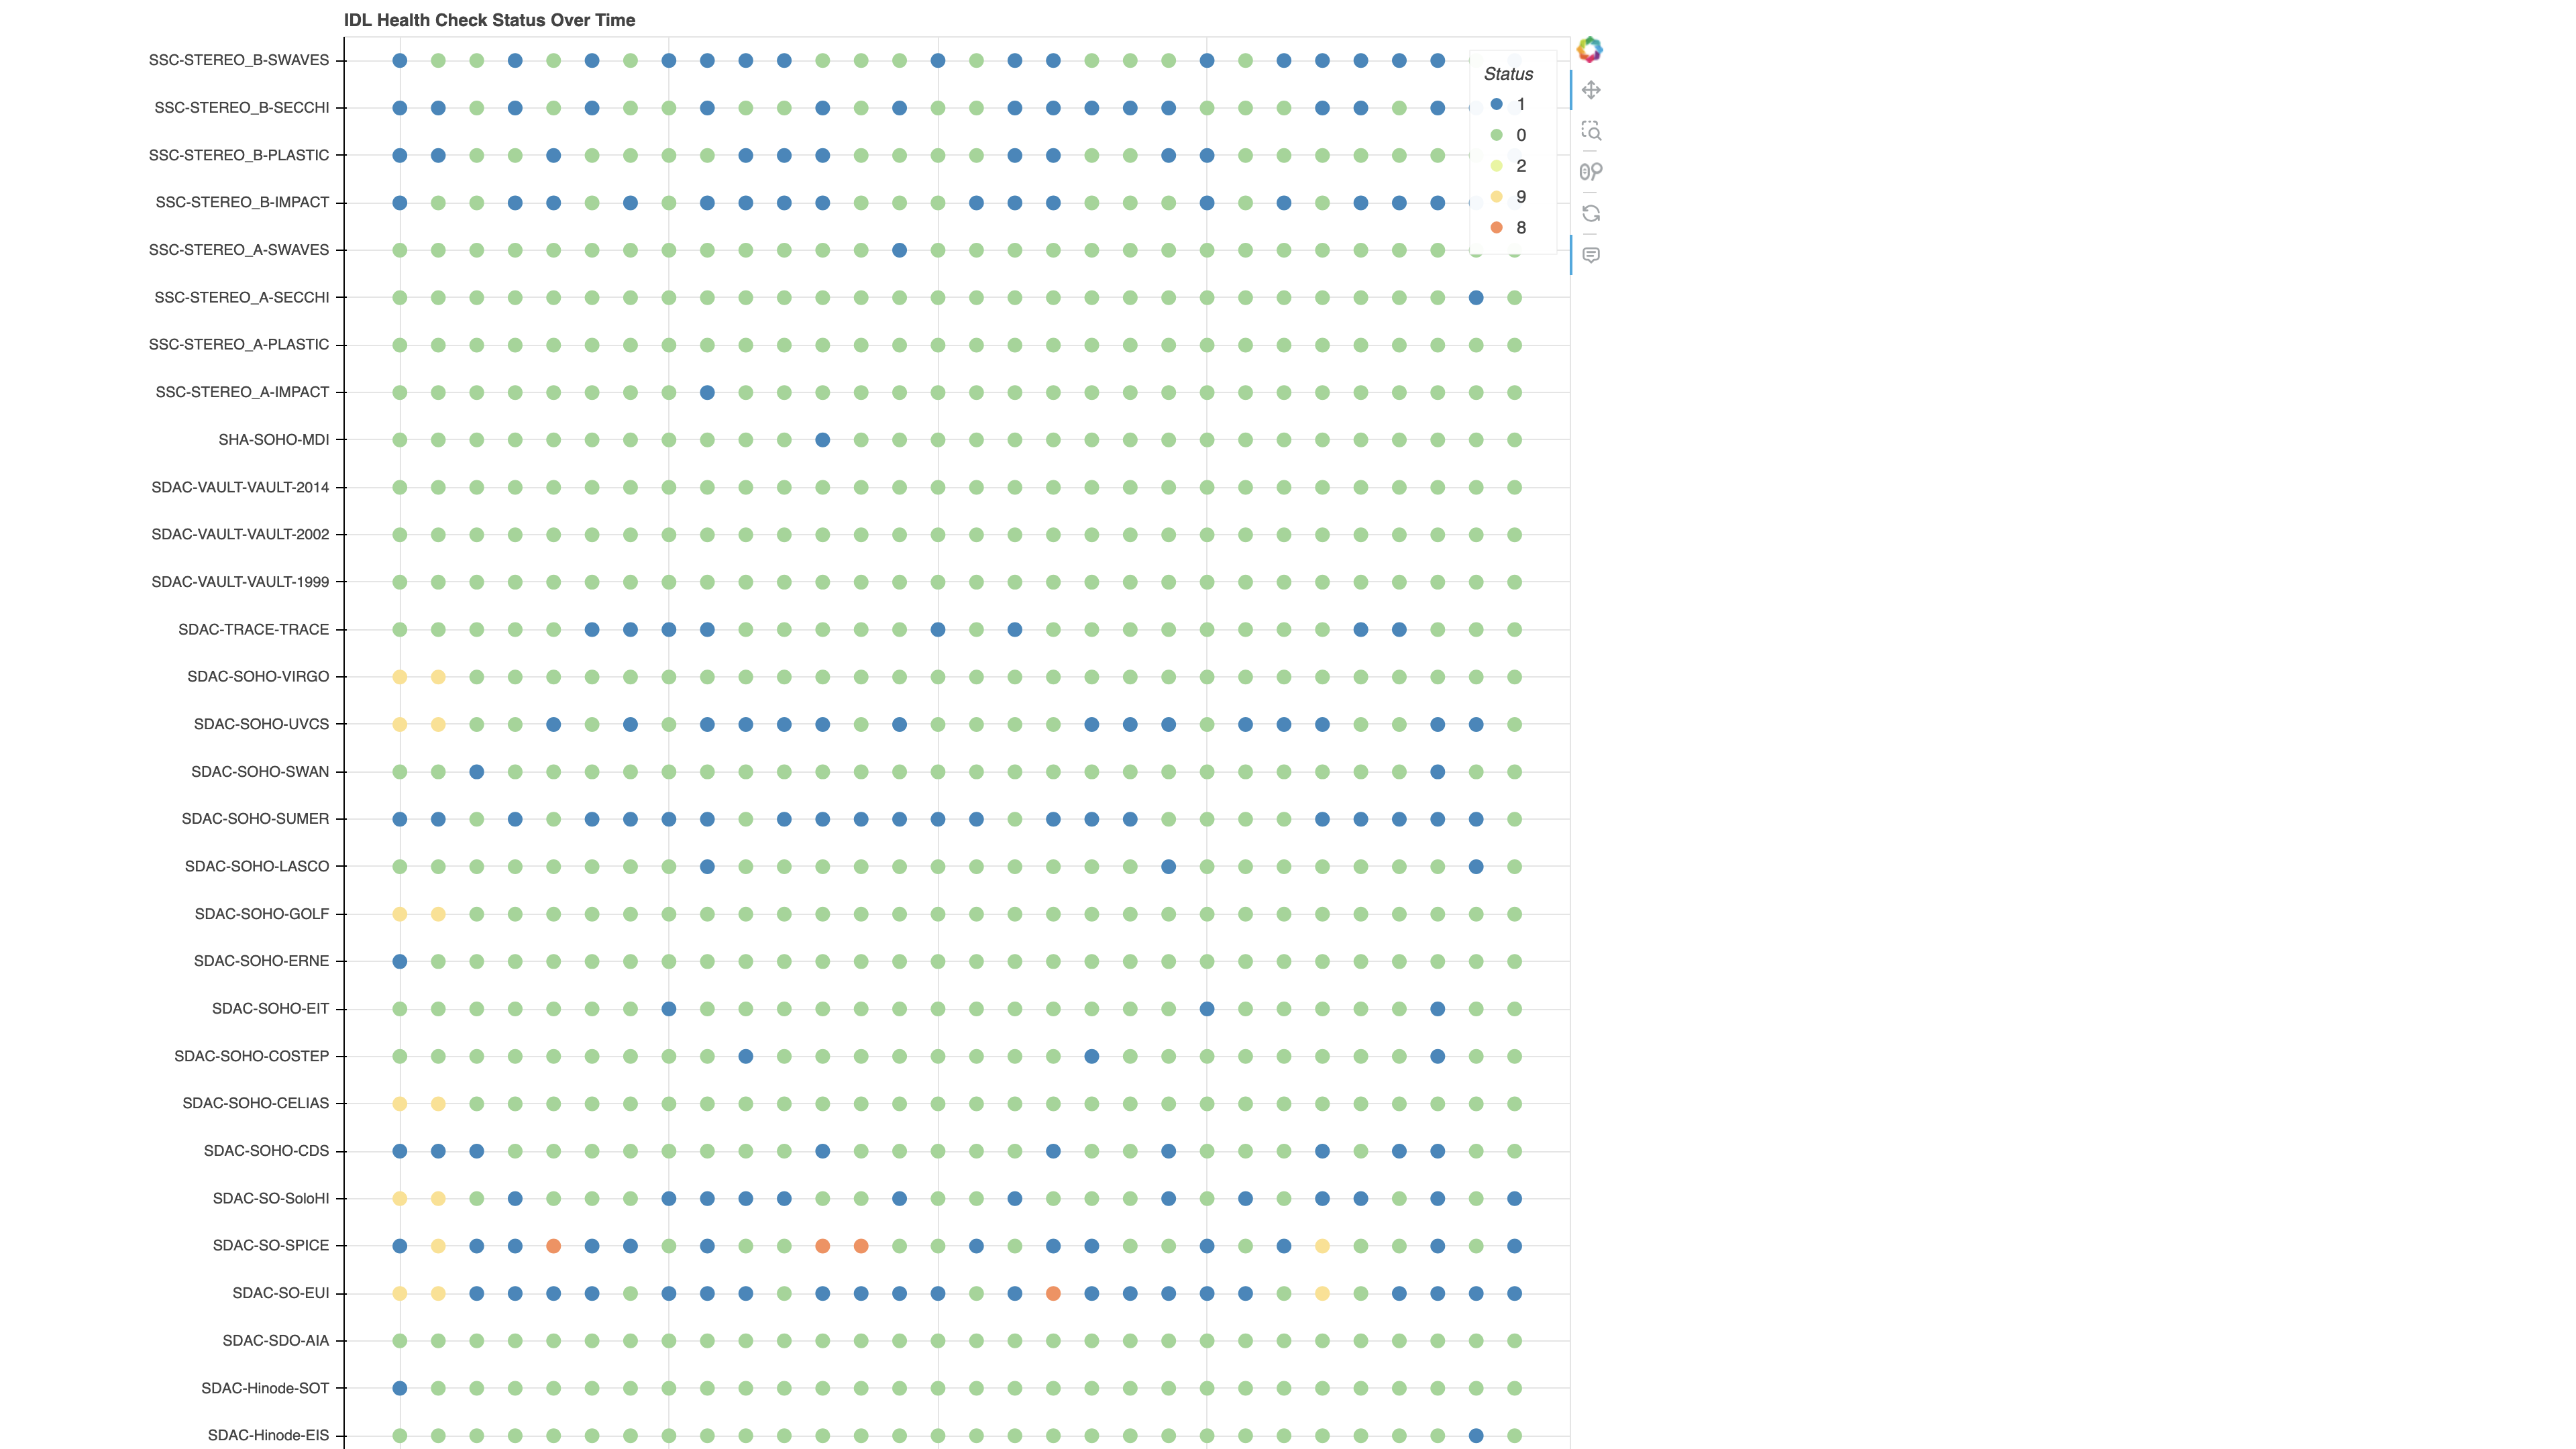 IDL Health Check Status Over Time
SSC-STEREO_B-SWAVES
SSC-STEREO_B-SECCHI
SSC-STEREO_B-PLASTIC
SSC-STEREO_B-IMPACT
SSC-STEREO_A-SWAVES
SSC-STEREO_A-SECCHI
SSC-STEREO_A-PLASTIC
SSC-STEREO_A-IMPACT
SHA-SOHO-MDI
SDAC-VAULT-VAULT-2014
SDAC-VAULT-VAULT-2002
SDAC-VAULT-VAULT-1999
SDAC-TRACE-TRACE
SDAC-SOHO-VIRGO
SDAC-SOHO-UVCS
SDAC-SOHO-SWAN
SDAC-SOHO-SUMER
SDAC-SOHO-LASCO
SDAC-SOHO-GOLF
SDAC-SOHO-ERNE
SDAC-SOHO-EIT
SDAC-SOHO-COSTEP
SDAC-SOHO-CELIAS
SDAC-SOHO-CDS
SDAC-SO-SoloHI
SDAC-SO-SPICE
SDAC-SO-EUI
SDAC-SDO-AIA
SDAC-Hinode-SOT
SDAC-Hinode-EIS
Status
1
0
2
9
8